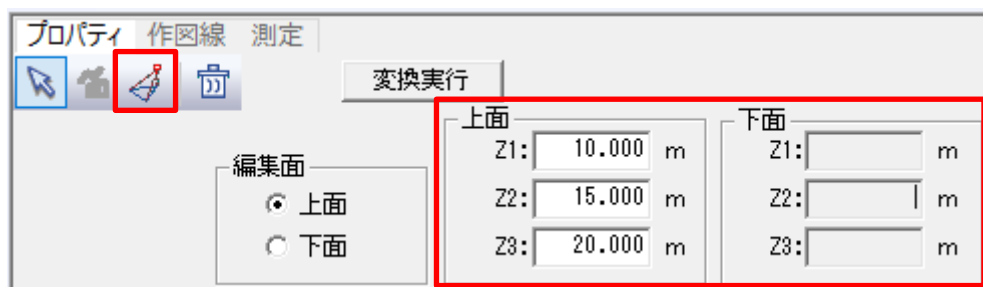 プロパティ 作図線 測定
変換実行
上面 下面
Z1: 10.000 m Z1: m
編集面
上面 Z2: 15.000 m Z2: m
下面 Z3: 20.000 m Z3: m